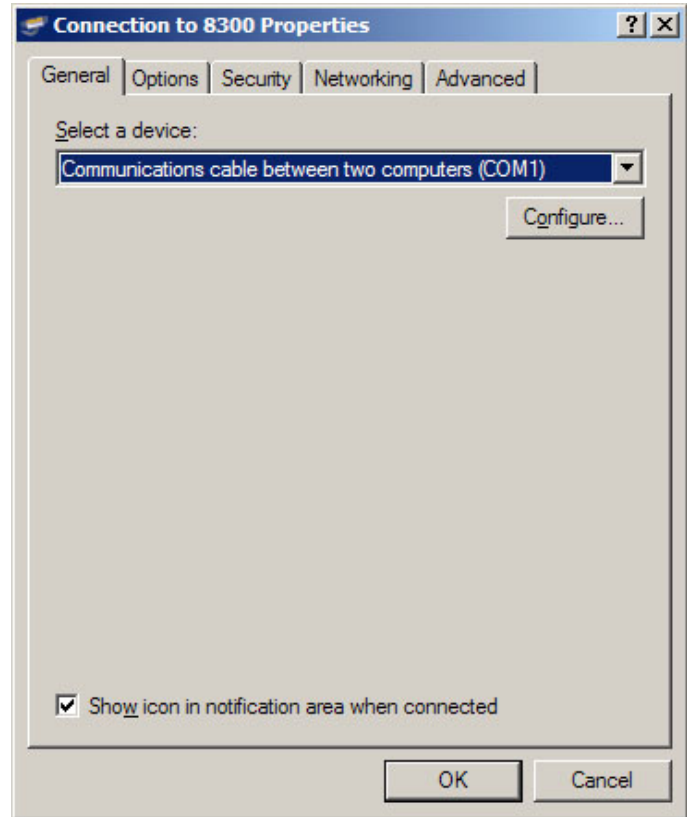 Connection to 8300 Properties
General Options Security Networking Advanced
Select a device:
Communications cable between two computers (COM1)
Configure...
Show icon in notification area when connected
OK Cancel